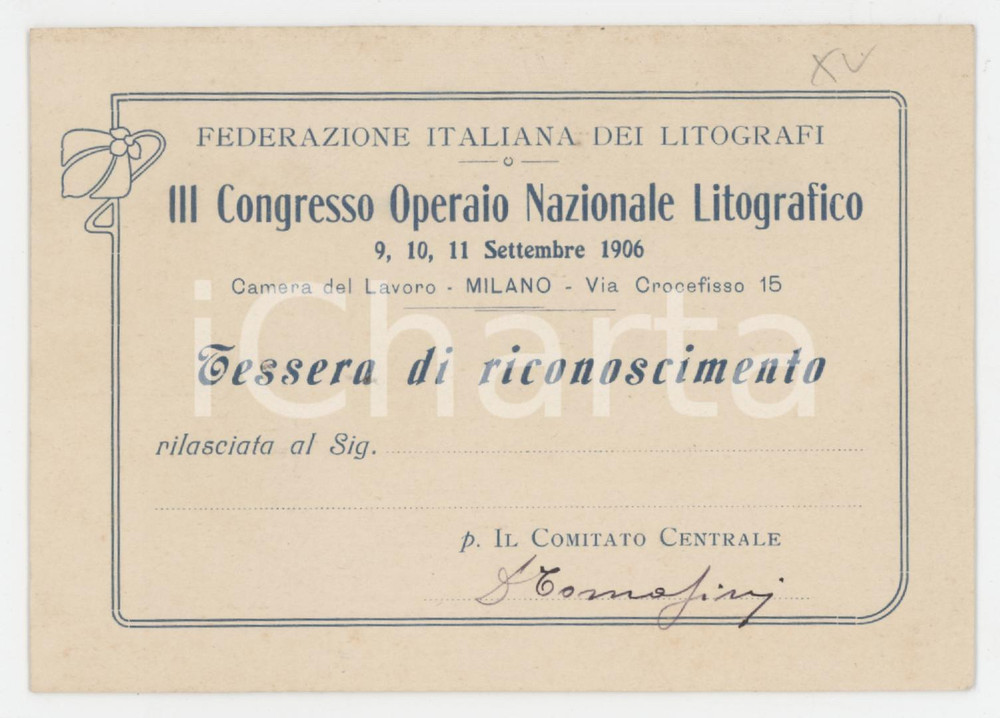 XV
FEDERAZIONE ITALIANA DEI LITOGRAFI
III Congresso Operaio Nazionale Litografico
9, 10, 11 Settembre 1906
Camera del Lavoro - MILANO - Via Crocefisso 15
iCharta
Tessera di riconoscimento
rilasciata al Sig.
p. IL COMITATO CENTRALE